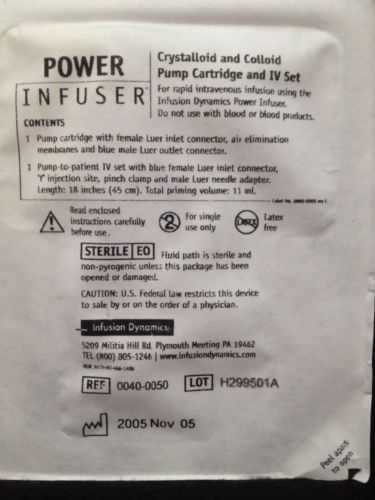 POWER
INFUSER
Crystalloid and Colloid
Pump Cartridge and IV Set
For rapid intravenous infusion using the
Infusion Dynamics Power Infuser.
Do not use with blood or blood products.
CONTENTS
1 Pump cartridge with female Luer inlet connector, air elimination
membranes and blue male Luer outlet connector.
1 Pump-to-patient IV set with blue female Luer inlet connector,
Y injection site, pinch clamp and male Luer needle adapter.
Length: 18 inches (45 cm). Total priming volume: 11 ml.
Read enclosed
instructions carefully
before use.
2
For single
use only
LATEX
Latex
free
STERILE EO
Fluid path is sterile and
non-pyrogenic unless this package has been
opened or damaged.
CAUTION: U.S. Federal law restricts this device
to sale by or on the order of a physician.
Infusion Dynamics
5209 Militia Hill Rd. Plymouth Meeting PA 19462
TEL (800) 805-1246 | www.infusiondynamics.com
REF 0040-0050 LOT H299501A
2005 Nov 05
Peel apart
to open